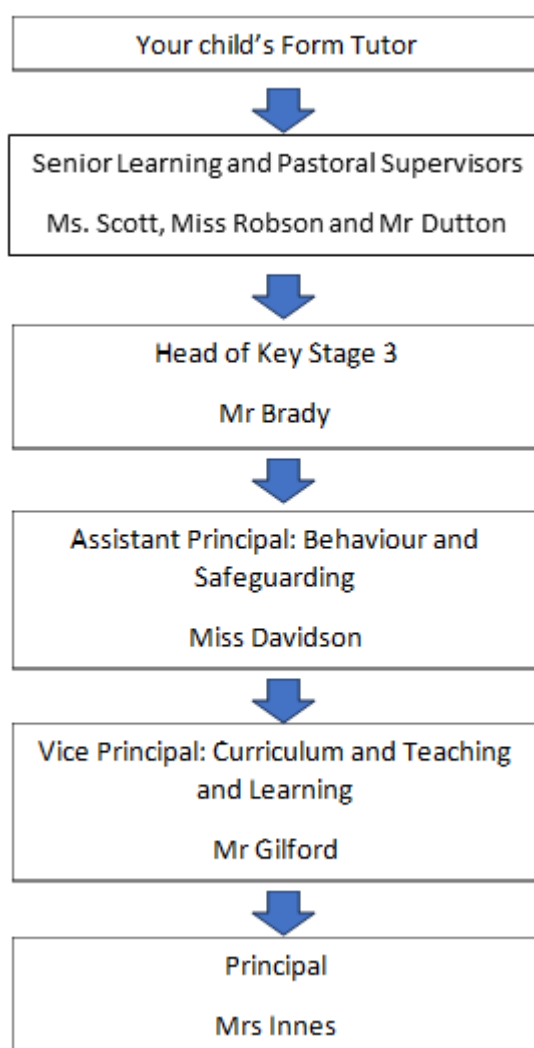 Your child's Form Tutor
Senior Learning and Pastoral Supervisors
Ms. Scott, Miss Robson and Mr Dutton
Head of Key Stage 3
Mr Brady
Assistant Principal: Behaviour and
Safeguarding
Miss Davidson
Vice Principal: Curriculum and Teaching
and Learning
Mr Gilford
Principal
Mrs Innes